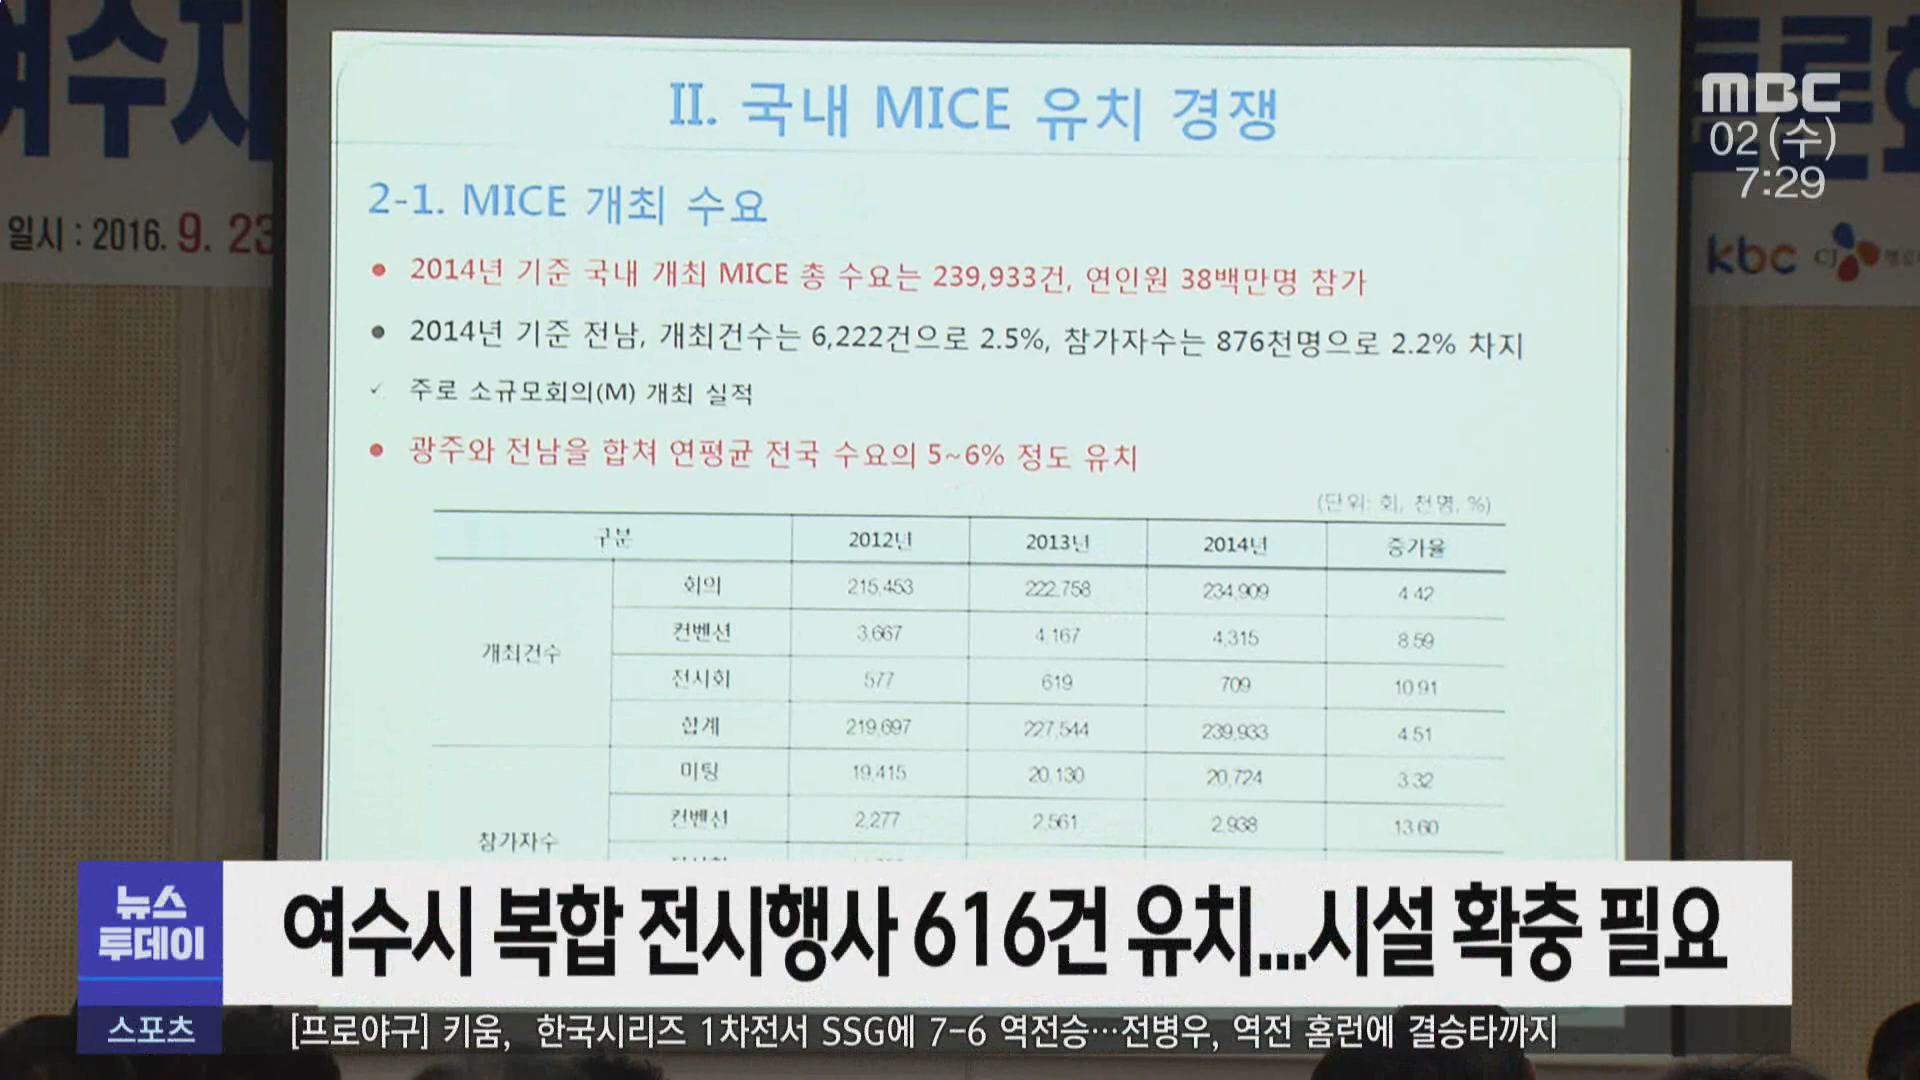 여수지
토론회
MBC
02(수)
7:29
일시 : 2016. 9. 23
kbc
CJ
II. 국내 MICE 유치 경쟁
2-1. MICE 개최 수요
• 2014년 기준 국내 개최 MICE 총 수요는 239,933건, 연인원 38백만명 참가
• 2014년 기준 전남, 개최건수는 6,222건으로 2.5%, 참가자수는 876천명으로 2.2% 차지
✓ 주로 소규모회의(M) 개최 실적
• 광주와 전남을 합쳐 연평균 전국 수요의 5~6% 정도 유치
(단위: 회, 천명, %)
구분 2012년 2013년 2014년 증가율
개최건수
회의 215,453 222,758 234,909 4.42
컨벤션 3,667 4,167 4,315 8.59
전시회 577 619 709 10.91
합계 219,697 227,544 239,933 4.51
참가자수
미팅 19,415 20,130 20,724 3.32
컨벤션 2,277 2,561 2,938 13.60
뉴스
투데이
여수시 복합 전시행사 616건 유치...시설 확충 필요
스포츠
[프로야구] 키움, 한국시리즈 1차전서 SSG에 7-6 역전승…전병우, 역전 홈런에 결승타까지